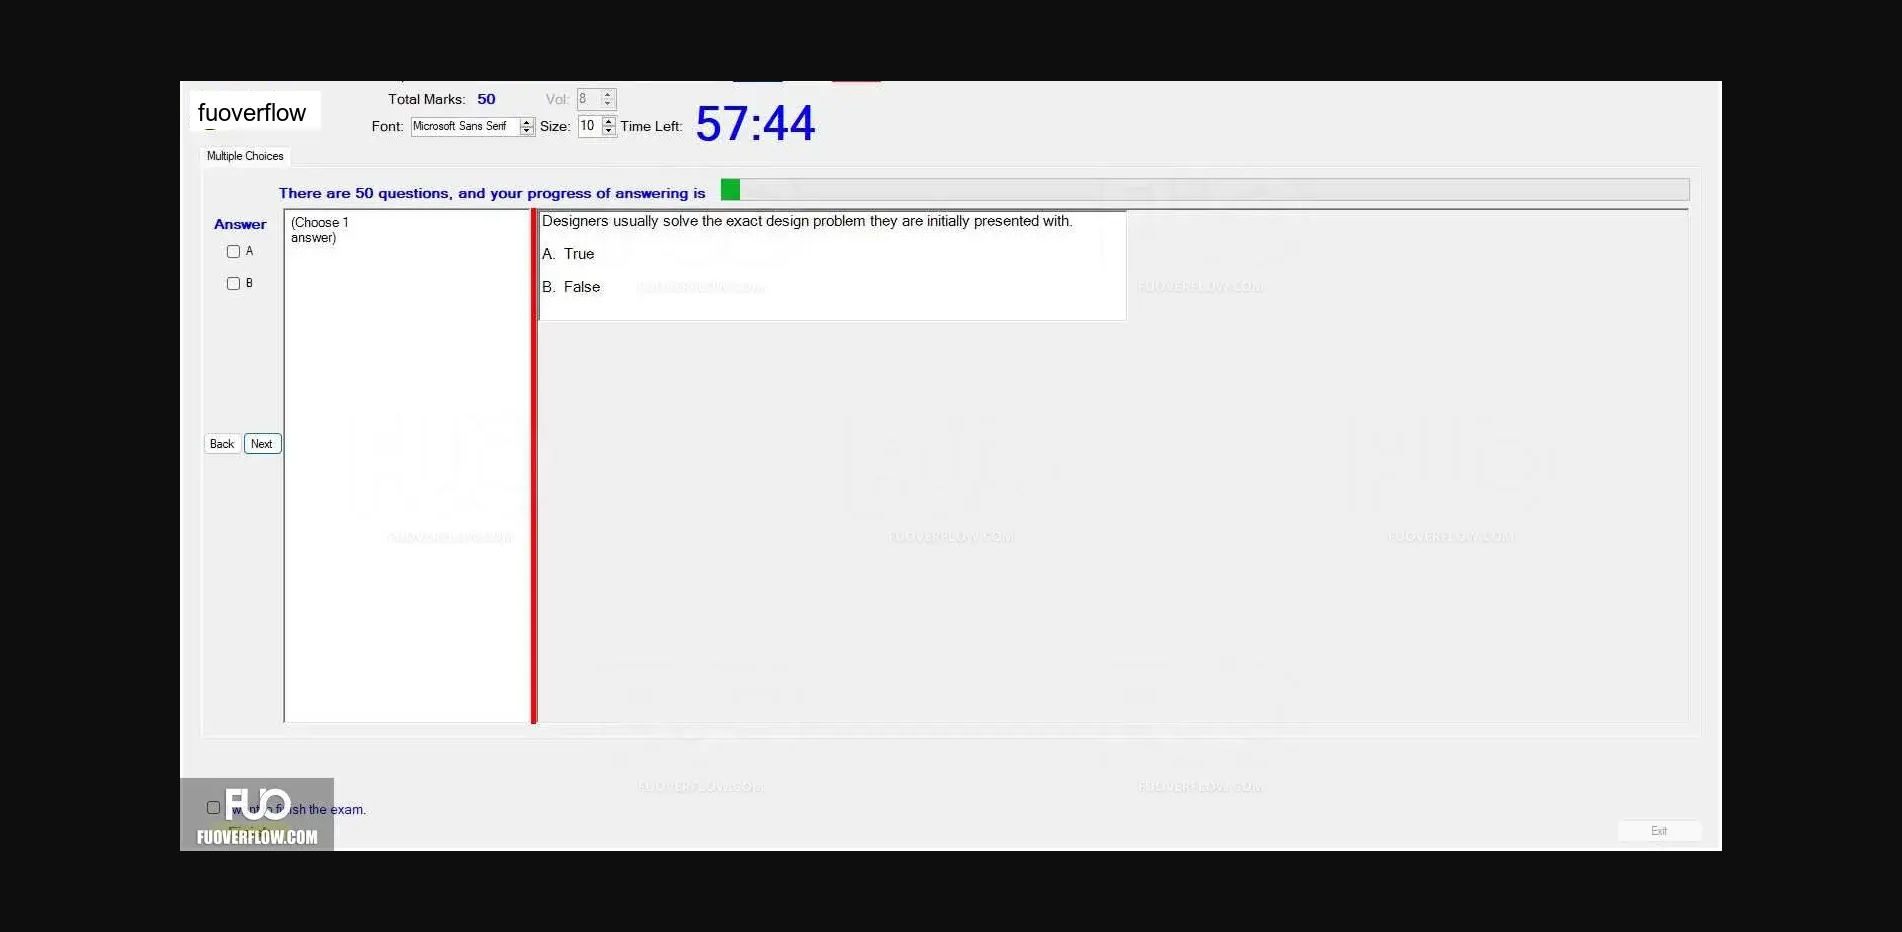 fuoverflow
Total Marks: 50 Vol: 8
Font: Microsoft Sans Serif Size: 10 Time Left: 57:44
Multiple Choices
There are 50 questions, and your progress of answering is
Answer
A
B
(Choose 1
answer)
Designers usually solve the exact design problem they are initially presented with.
A. True
B. False
FUOVERFLOW.COM FUOVERFLOW.COM
Back Next
FUOVERFLOW.COM FUOVERFLOW.COM FUOVERFLOW.COM
FUOVERFLOW.COM FUOVERFLOW.COM
FUO
want to finish the exam.
FUOVERFLOW.COM
Exit